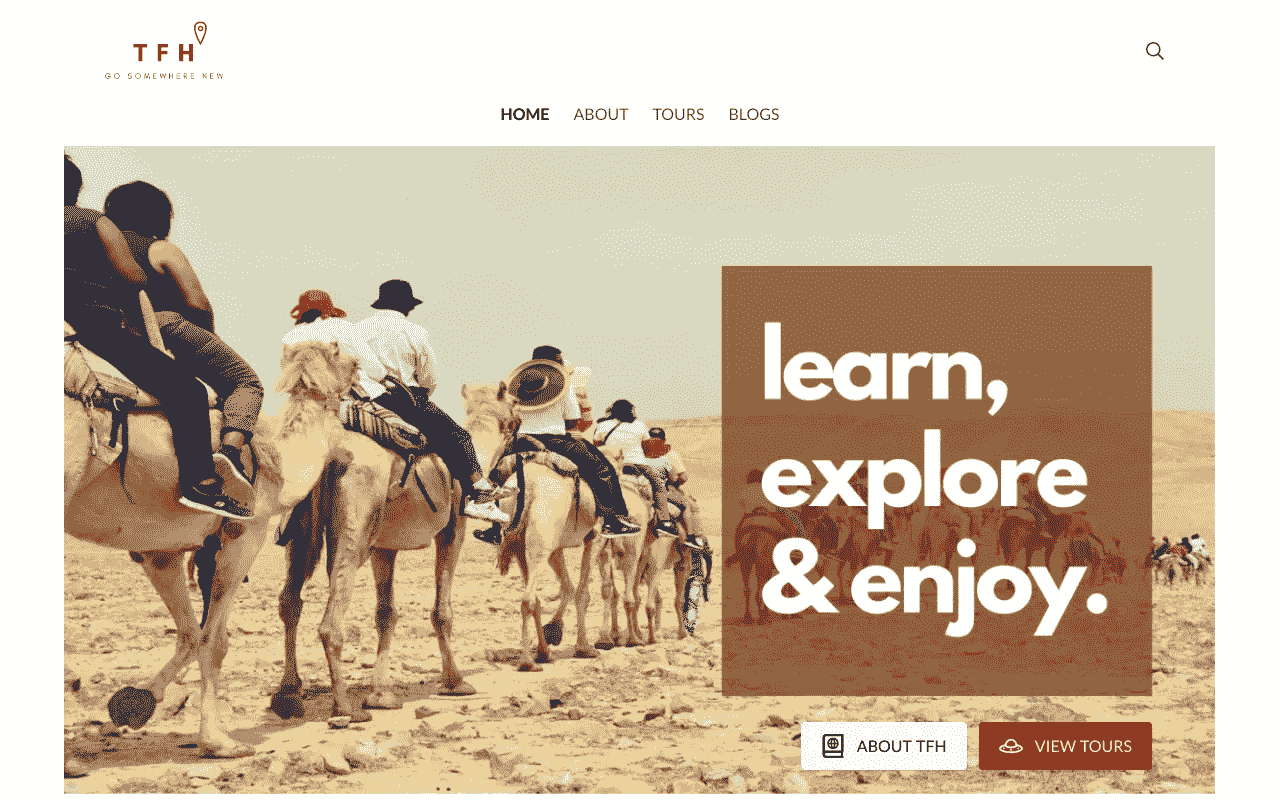 TFH
GO SOMEWHERE NEW
HOME ABOUT TOURS BLOGS
learn,
explore
& enjoy.
ABOUT TFH VIEW TOURS